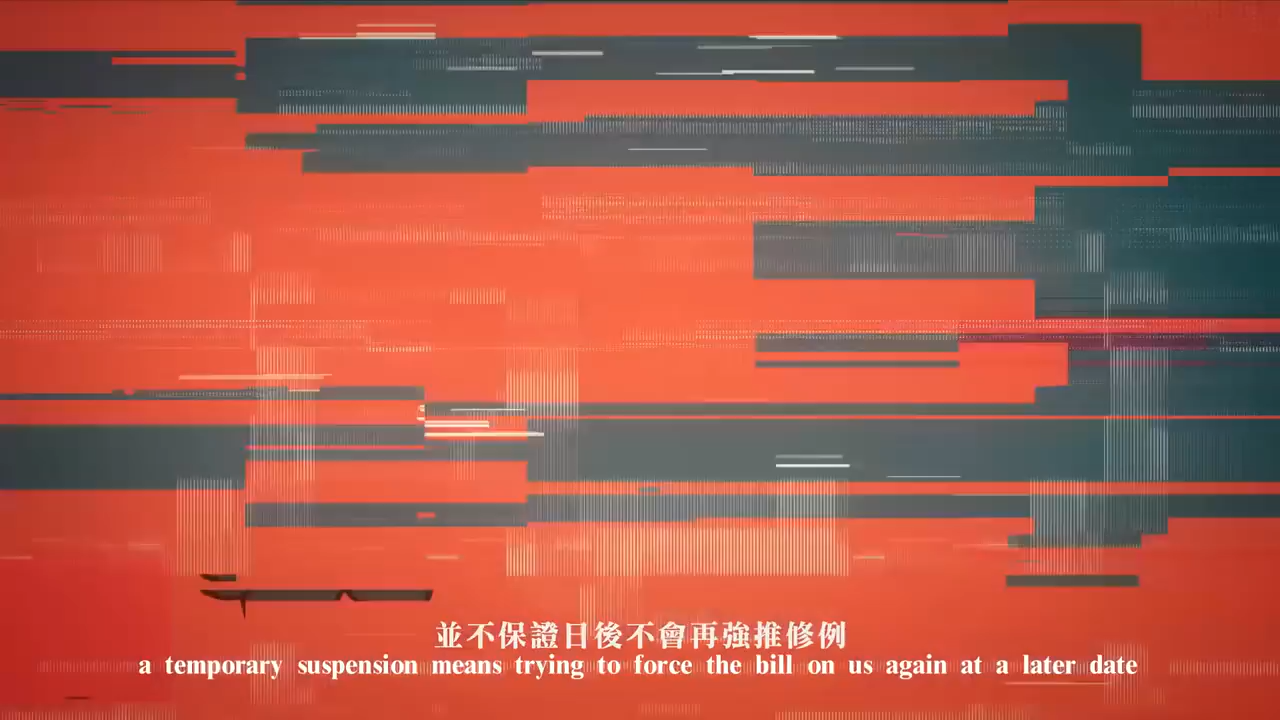 並不保證日後不會再強推修例
a temporary suspension means trying to force the bill on us again at a later date